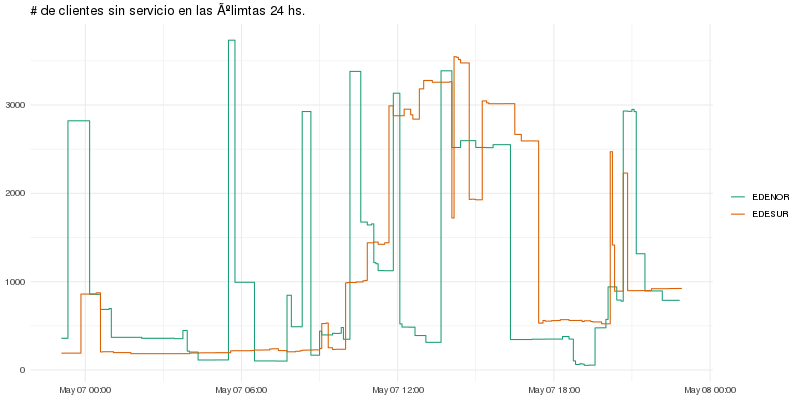 # de clientes sin servicio en las Ãºlimtas 24 hs.
3000
2000
1000
0
May 07 00:00
May 07 06:00
May 07 12:00
May 07 18:00
May 08 00:00
EDENOR
EDESUR